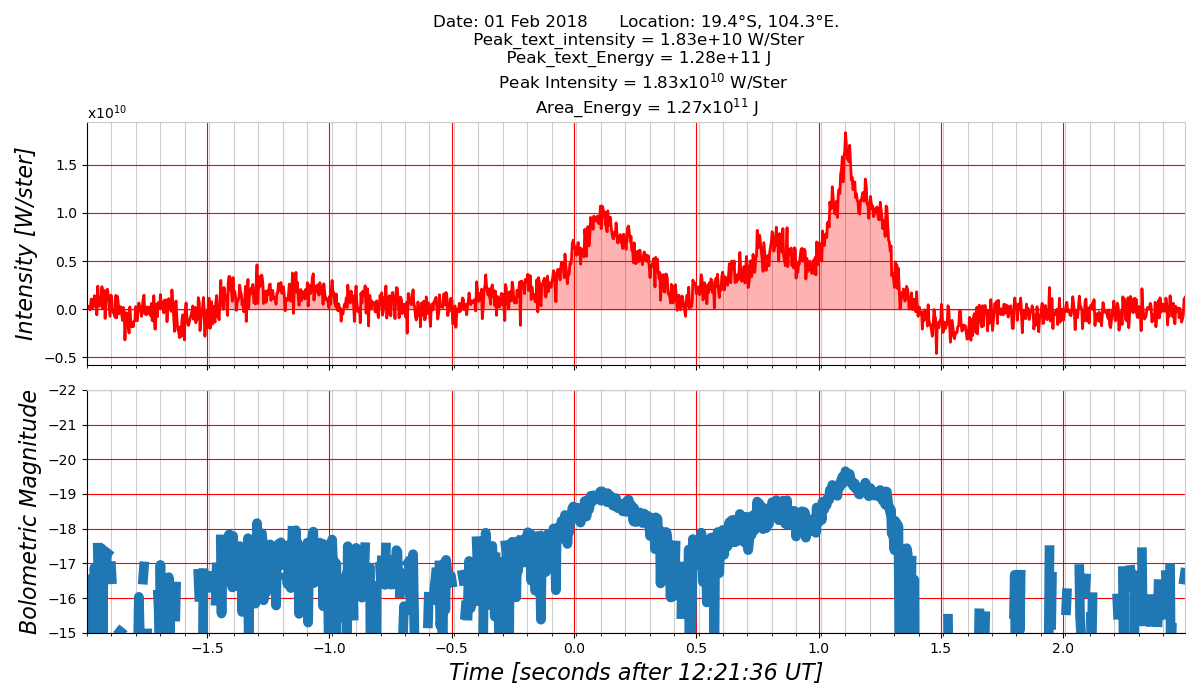 Date: 01 Feb 2018      Location: 19.4°S, 104.3°E.
Peak_text_intensity = 1.83e+10 W/Ster
Peak_text_Energy = 1.28e+11 J
Peak Intensity = 1.83x10¹⁰ W/Ster
Area_Energy = 1.27x10¹¹ J
x10¹⁰
Intensity [W/ster]
1.5
1.0
0.5
0.0
−0.5
Bolometric Magnitude
−22
−21
−20
−19
−18
−17
−16
−15
−1.5 −1.0 −0.5 0.0 0.5 1.0 1.5 2.0
Time [seconds after 12:21:36 UT]